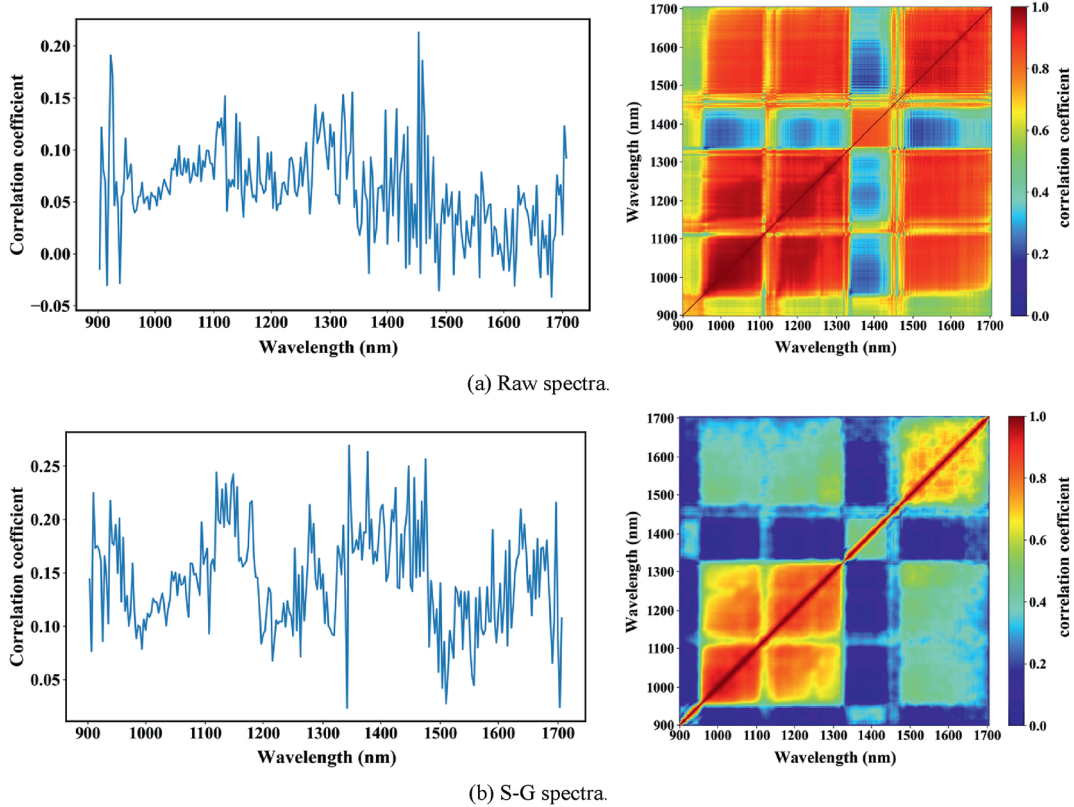 0.20
0.15
0.10
0.05
0.00
−0.05
Correlation coefficient
900 1000 1100 1200 1300 1400 1500 1600 1700
Wavelength (nm)
1700
1600
1500
1400
1300
1200
1100
1000
900
Wavelength (nm)
900 1000 1100 1200 1300 1400 1500 1600 1700
Wavelength (nm)
1.0
0.8
0.6
0.4
0.2
0.0
correlation coefficient
(a) Raw spectra.
0.25
0.20
0.15
0.10
0.05
Correlation coefficient
900 1000 1100 1200 1300 1400 1500 1600 1700
Wavelength (nm)
1700
1600
1500
1400
1300
1200
1100
1000
900
Wavelength (nm)
900 1000 1100 1200 1300 1400 1500 1600 1700
Wavelength (nm)
1.0
0.8
0.6
0.4
0.2
0.0
correlation coefficient
(b) S-G spectra.